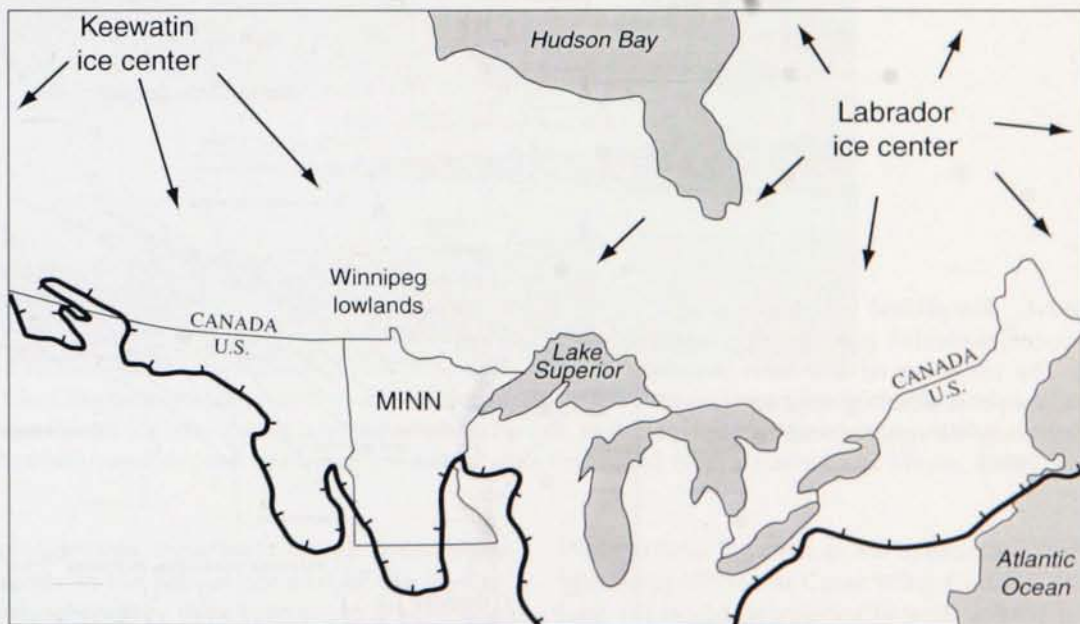 Keewatin
ice center
Hudson Bay
Labrador
ice center
Winnipeg
lowlands
CANADA
U.S.
Lake
Superior
MINN
CANADA
U.S.
Atlantic
Ocean